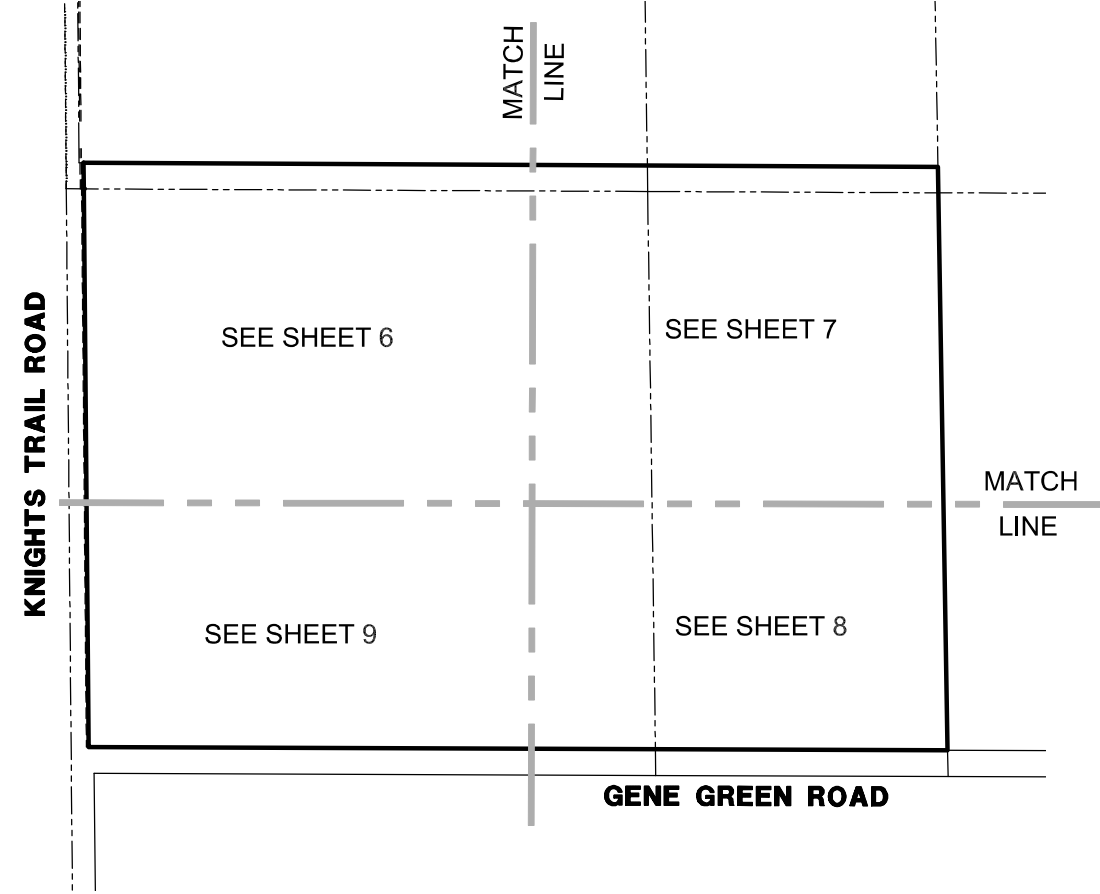 MATCH
LINE
SEE SHEET 6
SEE SHEET 7
KNIGHTS TRAIL ROAD
MATCH
LINE
SEE SHEET 9
SEE SHEET 8
GENE GREEN ROAD